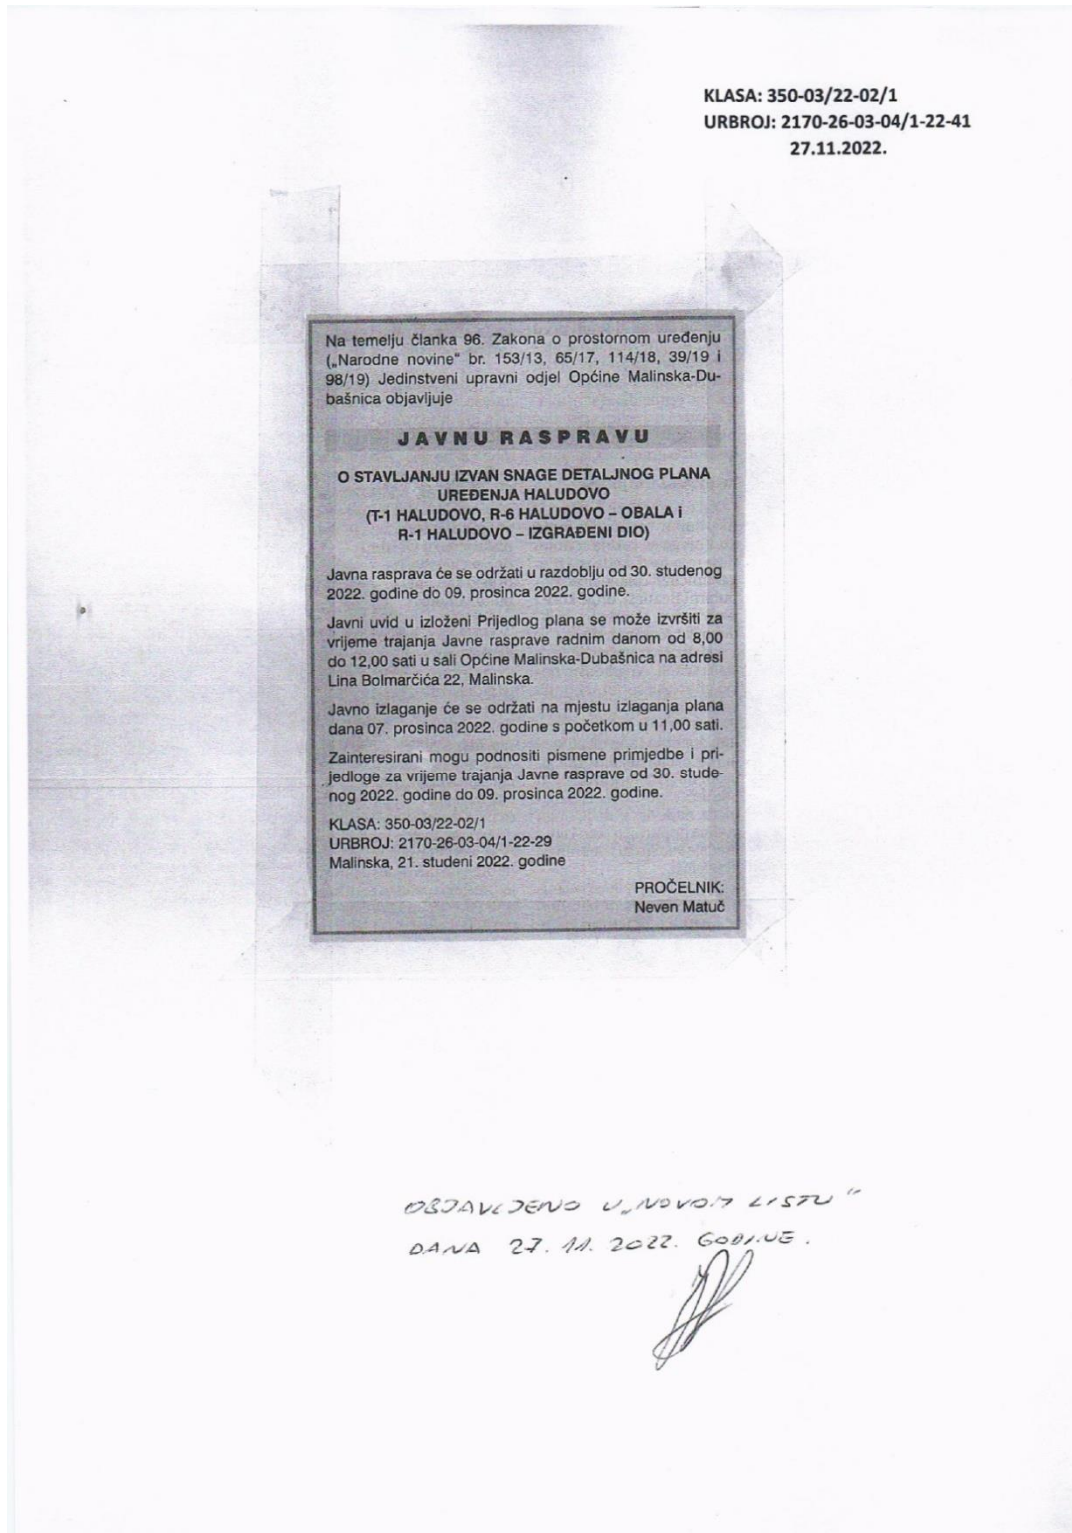 KLASA: 350-03/22-02/1
URBROJ: 2170-26-03-04/1-22-41
27.11.2022.
Na temelju članka 96. Zakona o prostornom uređenju
(„Narodne novine“ br. 153/13, 65/17, 114/18, 39/19 i
98/19) Jedinstveni upravni odjel Općine Malinska-Du-
bašnica objavljuje
JAVNU RASPRAVU
O STAVLJANJU IZVAN SNAGE DETALJNOG PLANA
UREĐENJA HALUDOVO
(T-1 HALUDOVO, R-6 HALUDOVO – OBALA i
R-1 HALUDOVO – IZGRAĐENI DIO)
Javna rasprava će se održati u razdoblju od 30. studenog
2022. godine do 09. prosinca 2022. godine.
Javni uvid u izloženi Prijedlog plana se može izvršiti za
vrijeme trajanja Javne rasprave radnim danom od 8,00
do 12,00 sati u sali Općine Malinska-Dubašnica na adresi
Lina Bolmarčića 22, Malinska.
Javno izlaganje će se održati na mjestu izlaganja plana
dana 07. prosinca 2022. godine s početkom u 11,00 sati.
Zainteresirani mogu podnositi pismene primjedbe i pri-
jedloge za vrijeme trajanja Javne rasprave od 30. stude-
nog 2022. godine do 09. prosinca 2022. godine.
KLASA: 350-03/22-02/1
URBROJ: 2170-26-03-04/1-22-29
Malinska, 21. studeni 2022. godine
PROČELNIK:
Neven Matuč
OBJAVLJENO U „NOVOM LISTU“
DANA 27. 11. 2022. GODINE.